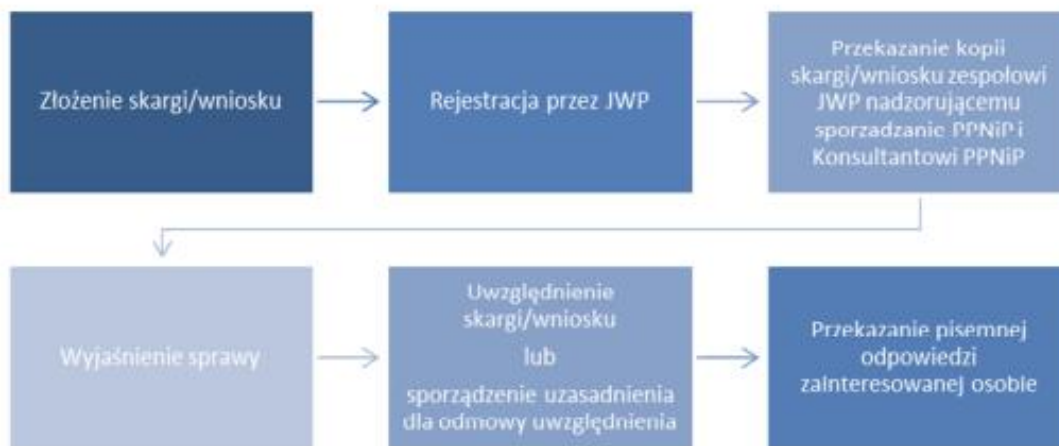 Złożenie skargi/wniosku
Rejestracja przez JWP
Przekazanie kopii
skargi/wniosku zespołowi
JWP nadzorującemu
sporządzanie PPNiP i
Konsultantowi PPNiP
Wyjaśnienie sprawy
Uwzględnienie
skargi/wniosku
lub
sporządzenie uzasadnienia
dla odmowy uwzględnienia
Przekazanie pisemnej
odpowiedzi
zainteresowanej osobie